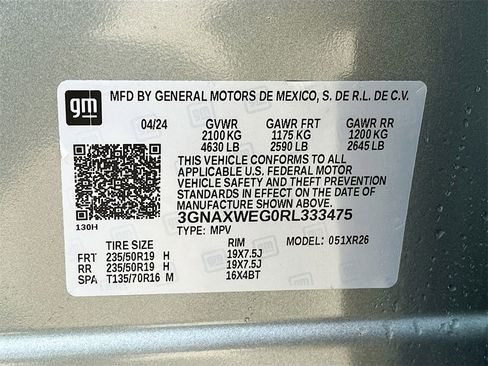 gm
MFD BY GENERAL MOTORS DE MEXICO, S. DE R.L. DE C.V.
04/24 GVWR GAWR FRT GAWR RR
2100 KG 1175 KG 1200 KG
4630 LB 2590 LB 2645 LB
THIS VEHICLE CONFORMS TO ALL
APPLICABLE U.S. FEDERAL MOTOR
VEHICLE SAFETY AND THEFT PREVENTION
STANDARDS IN EFFECT ON THE DATE OF
MANUFACTURE SHOWN ABOVE.
3GNAXWEG0RL333475
130H TYPE: MPV
TIRE SIZE RIM MODEL: 051XR26
FRT 235/50R19 H 19X7.5J
RR 235/50R19 H 19X7.5J
SPA T135/70R16 M 16X4BT